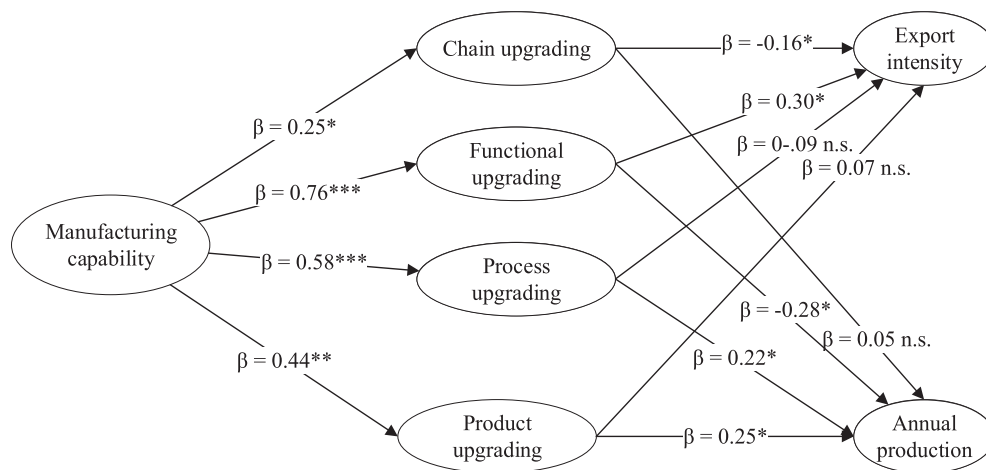 Chain upgrading
β = -0.16*
Export
intensity
β = 0.25*
β = 0.30*
Functional
upgrading
β = 0-.09 n.s.
β = 0.07 n.s.
β = 0.76***
Manufacturing
capability
β = 0.58***
Process
upgrading
β = -0.28*
β = 0.05 n.s.
β = 0.44**
β = 0.22*
Product
upgrading
β = 0.25*
Annual
production